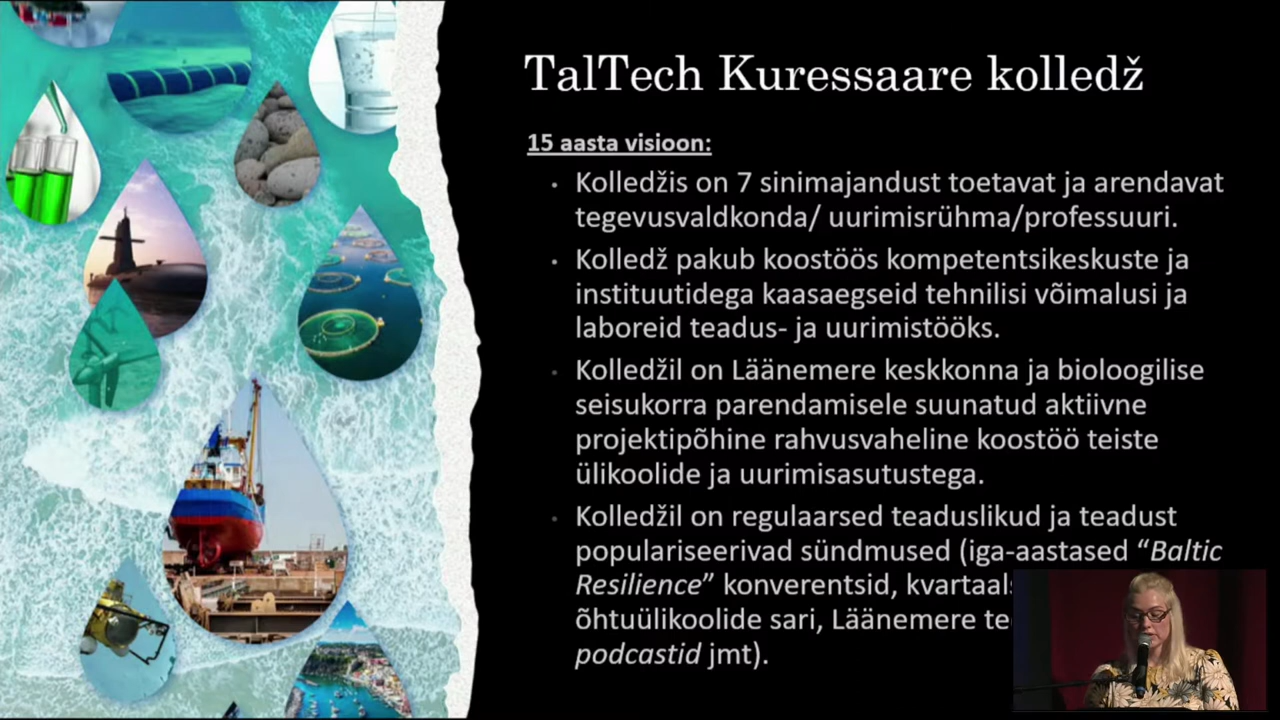 TalTech Kuressaare kolledž
15 aasta visioon:
• Kolledžis on 7 sinimajandust toetavat ja arendavat
tegevusvaldkonda/ uurimisrühma/professuuri.
• Kolledž pakub koostöös kompetentsikeskuste ja
instituutidega kaasaegseid tehnilisi võimalusi ja
laboreid teadus- ja uurimistööks.
• Kolledžil on Läänemere keskkonna ja bioloogilise
seisukorra parendamisele suunatud aktiivne
projektipõhine rahvusvaheline koostöö teiste
ülikoolide ja uurimisasutustega.
• Kolledžil on regulaarsed teaduslikud ja teadust
populariseerivad sündmused (iga-aastased “Baltic
Resilience” konverentsid,
õhtuülikoolide sari, Läänemere
podcastid jmt).